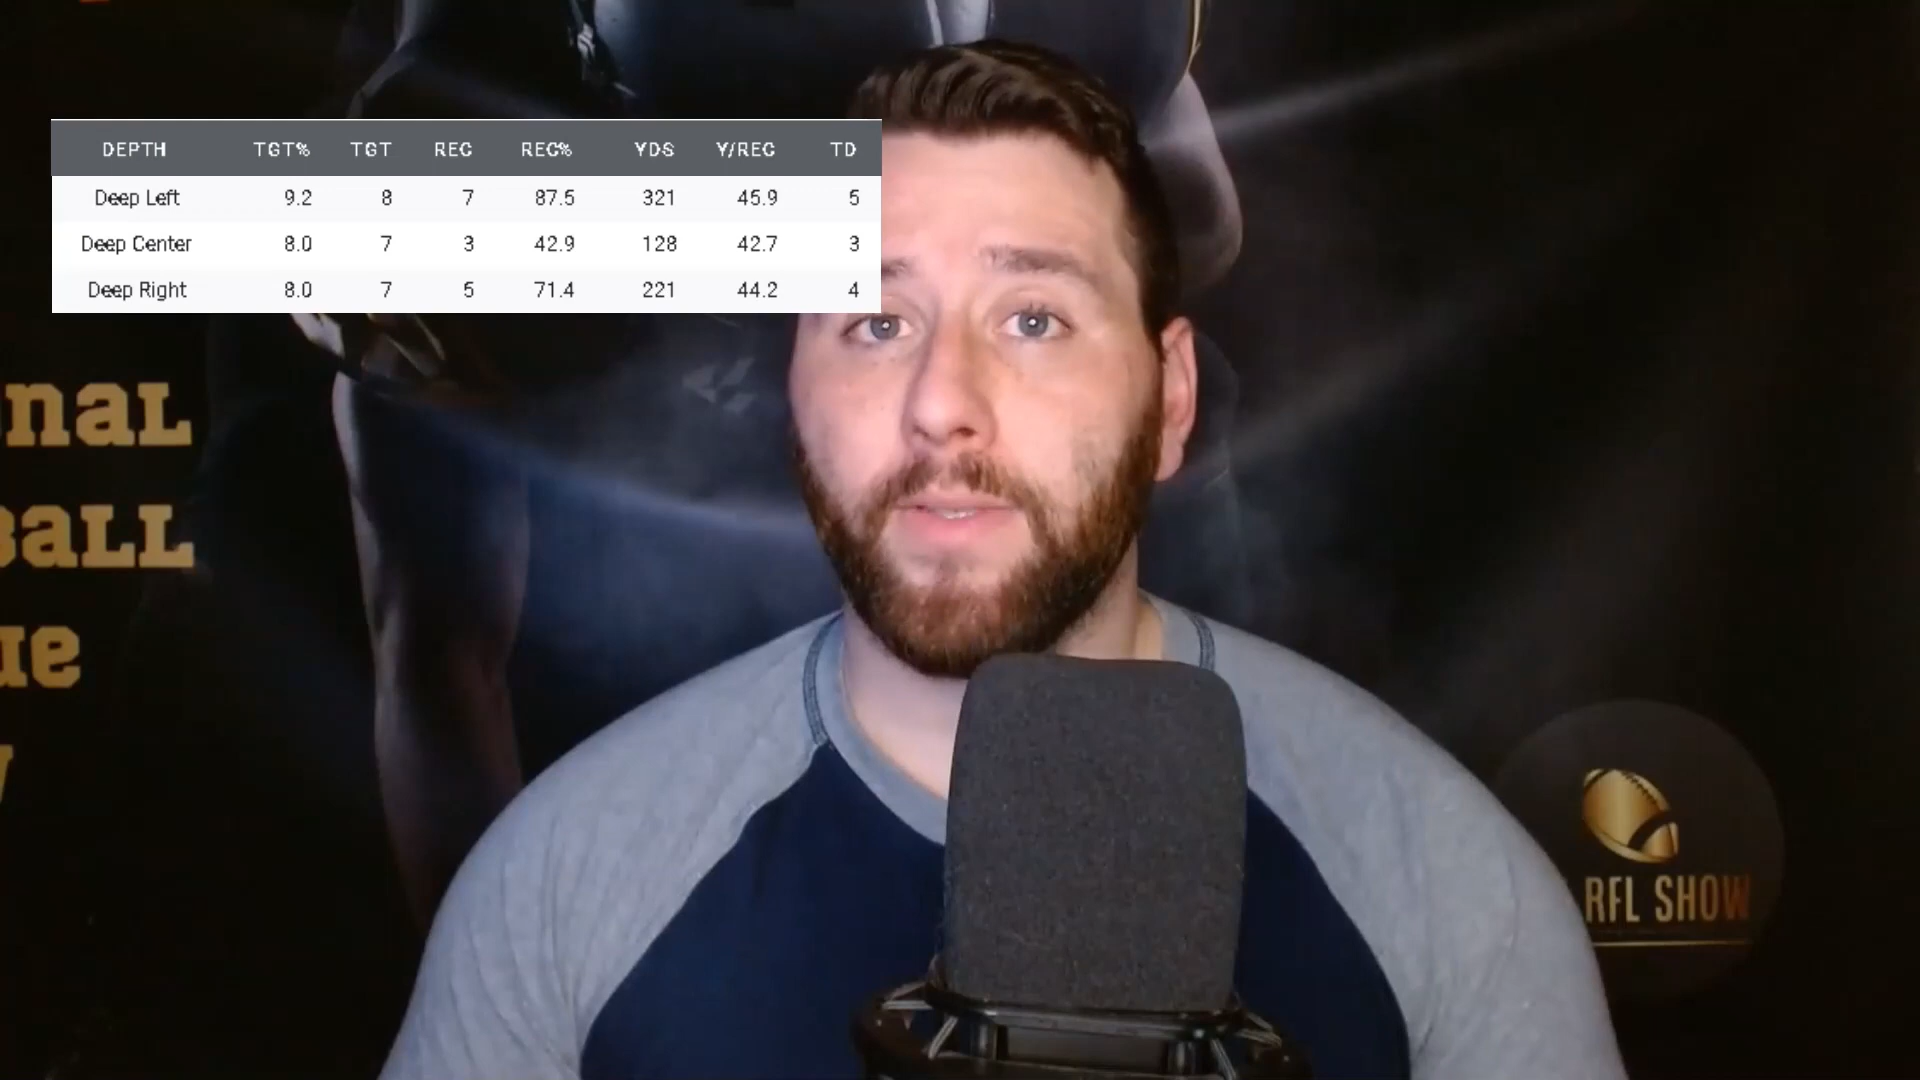 DEPTH TGT% TGT REC REC% YDS Y/REC TD
Deep Left 9.2 8 7 87.5 321 45.9 5
Deep Center 8.0 7 3 42.9 128 42.7 3
Deep Right 8.0 7 5 71.4 221 44.2 4
naL
BaLL
ue
RFL SHOW